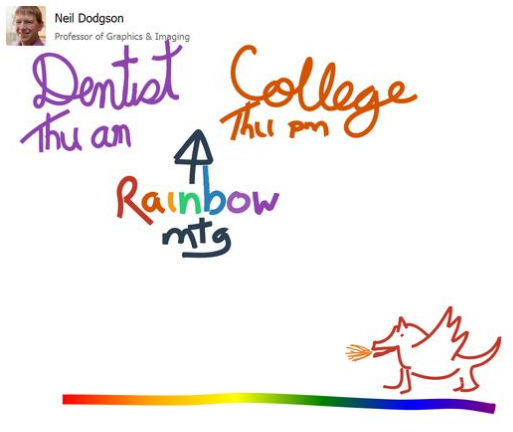 Neil Dodgson
Professor of Graphics & Imaging
Dentist College
Thu am Thu pm
Rainbow
mtg